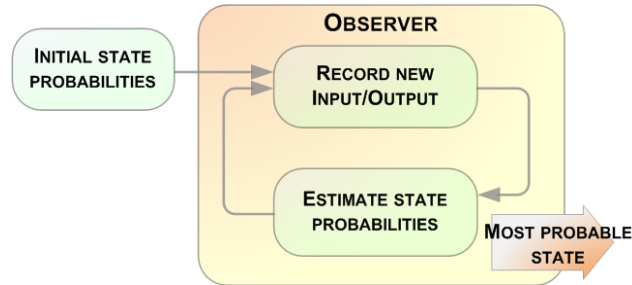 OBSERVER
INITIAL STATE
PROBABILITIES
RECORD NEW
INPUT/OUTPUT
ESTIMATE STATE
PROBABILITIES
MOST PROBABLE
STATE